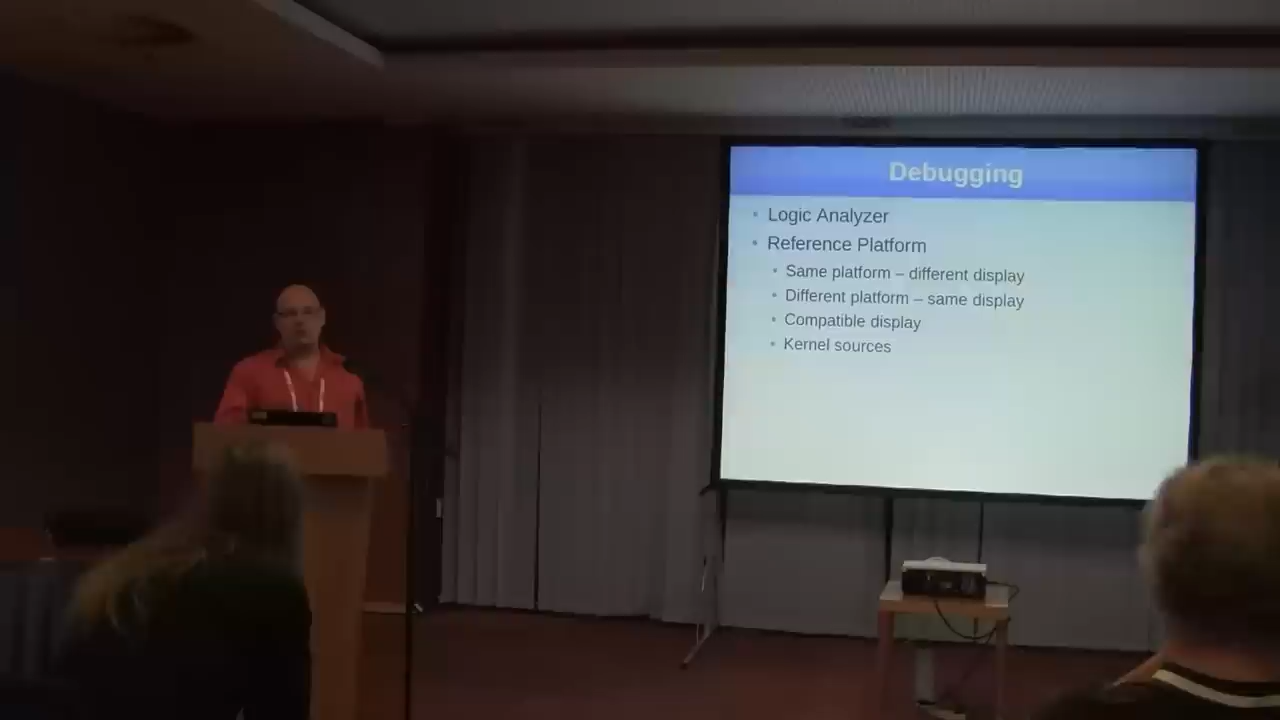 Debugging
Logic Analyzer
Reference Platform
Same platform – different display
Different platform – same display
Compatible display
Kernel sources